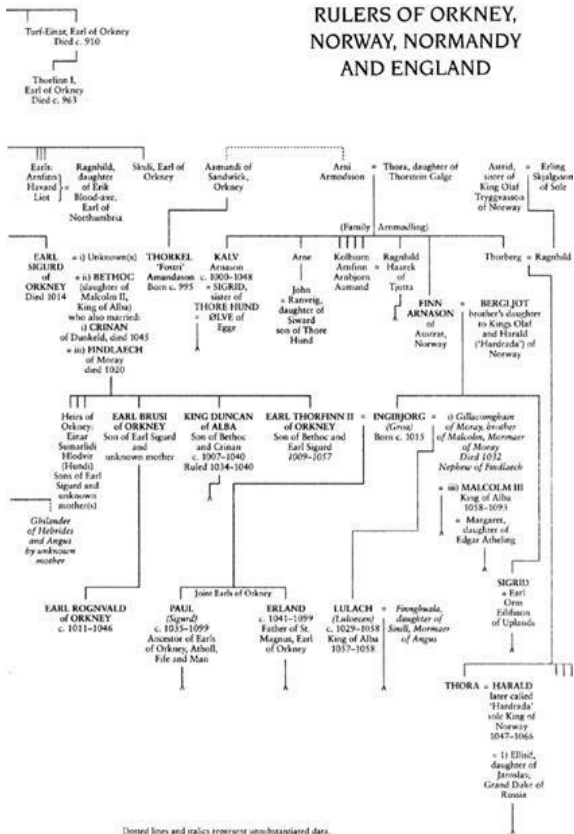 RULERS OF ORKNEY,
NORWAY, NORMANDY
AND ENGLAND
Turf-Einar, Earl of Orkney
Died c. 910
Thorfinn I,
Earl of Orkney
Died c. 963
Earls:
Arnfinn
Havard
Liot
=
Ragnhild,
daughter
of Erik
Blood-axe,
Earl of
Northumbria
Skuli, Earl of
Orkney
Aamundi of
Sandwick,
Orkney
Arni
Armodsson
= Thora, daughter of
Thorstein Galge
Astrid,
sister of
King Olaf
Tryggvason
of Norway
= Erling
Skjalgsson
of Sole
(Family Arnmødling)
EARL
SIGURD
of
ORKNEY
Died 1014
= i) Unknown(s)
= ii) BETHOC
(daughter of
Malcolm II,
King of Alba)
who also married:
i) CRINAN
of Dunkeld, died 1045
= iii) FINDLAECH
of Moray
died 1020
THORKEL
"Fostri"
Amundason
Born c. 995
KALV
Arnason
c. 1000-1048
= SIGRID,
sister of
THORE HUND
= ØLVE of
Egge
Arne
John
= Ranveig,
daughter of
Siward
son of Thore
Hund
Kolbiorn
Arnfinn
Arnbjorn
Aamund
Ragnhild
= Haarek
of
Tjotta
FINN
ARNASON
of
Austrat,
Norway
= BERGLJOT
brother's daughter
to Kings Olaf
and Harald
('Hardrada') of
Norway
Thorberg = Ragnhild
Heirs of
Orkney:
Einar
Sumarlidi
Hlodvir
(Hundi)
Sons of Earl
Sigurd and
unknown
mother(s)
EARL BRUSI
of ORKNEY
Son of Earl Sigurd
and
unknown mother
KING DUNCAN
of ALBA
Son of Bethoc
and Crinan
c. 1007-1040
Ruled 1034-1040
EARL THORFINN II
of ORKNEY
Son of Bethoc and
Earl Sigurd
1009-1057
= INGIBJORG
(Groa)
Born c. 1015
= i) Gillacomghain
of Moray, brother
of Malcolm, Mormaer
of Moray
Died 1032
Nephew of Findlaech
= iii) MALCOLM III
King of Alba
1058-1093
= Margaret,
daughter of
Edgar Atheling
Ghilander
of Hebrides
and Angus
by unknown
mother
SIGRID
= Earl
Orm
Eilifsson
of Uplands
Joint Earls of Orkney
EARL ROGNVALD
of ORKNEY
c. 1011-1046
PAUL
(Sigurd)
c. 1035-1099
Ancestor of Earls
of Orkney, Atholl,
Fife and Man
ERLAND
c. 1041-1099
Father of St.
Magnus, Earl
of Orkney
LULACH
(Luloecen)
c. 1029-1058
King of Alba
1057-1058
= Finnghuala,
daughter of
Sinill, Mormaer
of Angus
THORA = HARALD
later called
'Hardrada'
sole King of
Norway
1047-1066
= 1) Ellisif,
daughter of
Jaroslav,
Grand Duke of
Russia
Dotted lines and italics represent unsubstantiated data.